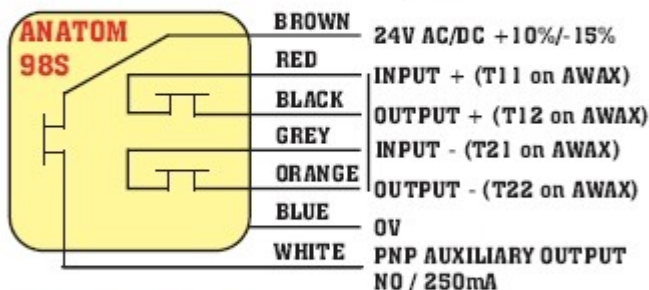 ANATOM
98S
BROWN 24V AC/DC +10%/-15%
RED INPUT + (T11 on AWAX)
BLACK OUTPUT + (T12 on AWAX)
GREY INPUT - (T21 on AWAX)
ORANGE OUTPUT - (T22 on AWAX)
BLUE 0V
WHITE PNP AUXILIARY OUTPUT
NO / 250mA